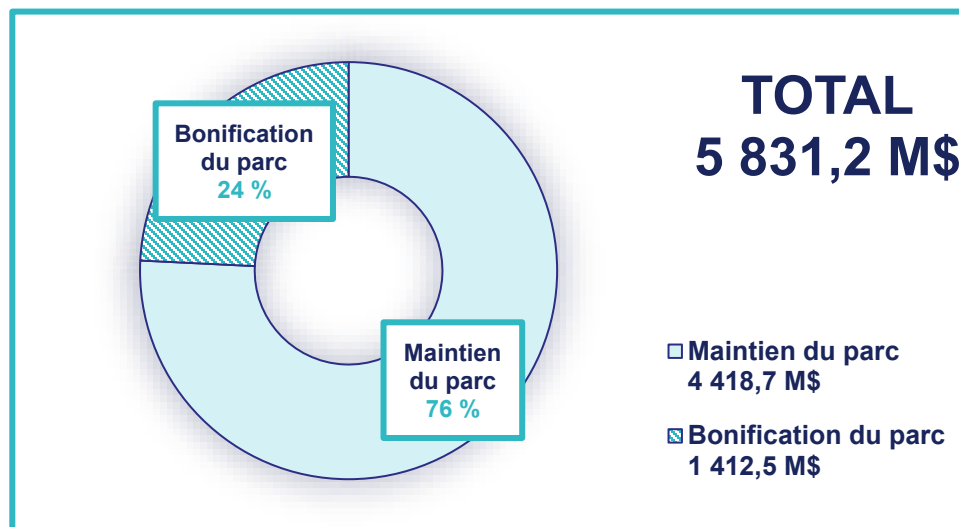 TOTAL
5 831,2 M$
Bonification
du parc
24 %
Maintien
du parc
76 %
Maintien du parc
4 418,7 M$
Bonification du parc
1 412,5 M$